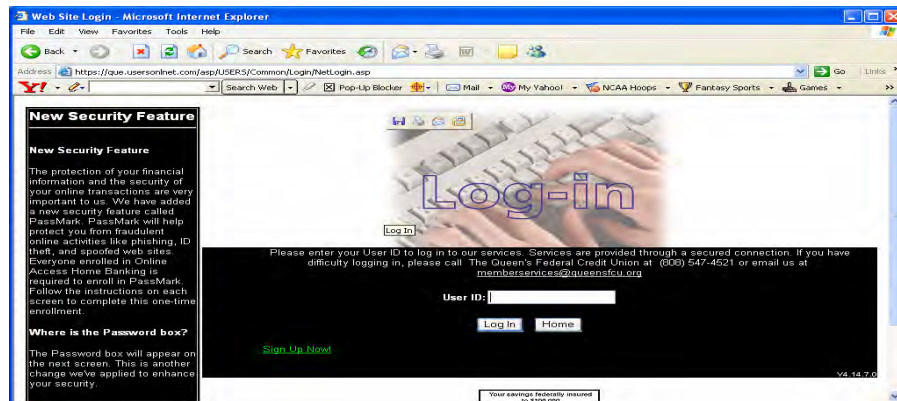 Web Site Login - Microsoft Internet Explorer
File Edit View Favorites Tools Help
Back Search Favorites
Address https://que.usersonlnet.com/asp/USERS/Common/Login/NetLogin.asp Go Links »
Y! Search Web Pop-Up Blocker Mail My Yahoo! NCAA Hoops Fantasy Sports Games »
New Security Feature
New Security Feature
The protection of your financial
information and the security of
your online transactions are very
important to us. We have added
a new security feature called
PassMark. PassMark will help
protect you from fraudulent
online activities like phishing, ID
theft, and spoofed web sites.
Everyone enrolled in Online
Access Home Banking is
required to enroll in PassMark.
Follow the instructions on each
screen to complete this one-time
enrollment.
Where is the Password box?
The Password box will appear on
the next screen. This is another
change we've applied to enhance
your security.
Log-in
Log In
Please enter your User ID to log in to our services. Services are provided through a secured connection. If you have
difficulty logging in, please call The Queen's Federal Credit Union at (808) 547-4521 or email us at
memberservices@queensfcu.org
User ID:
Log In Home
Sign Up Now!
V4.14.7.0
Your savings federally insured
to $100,000